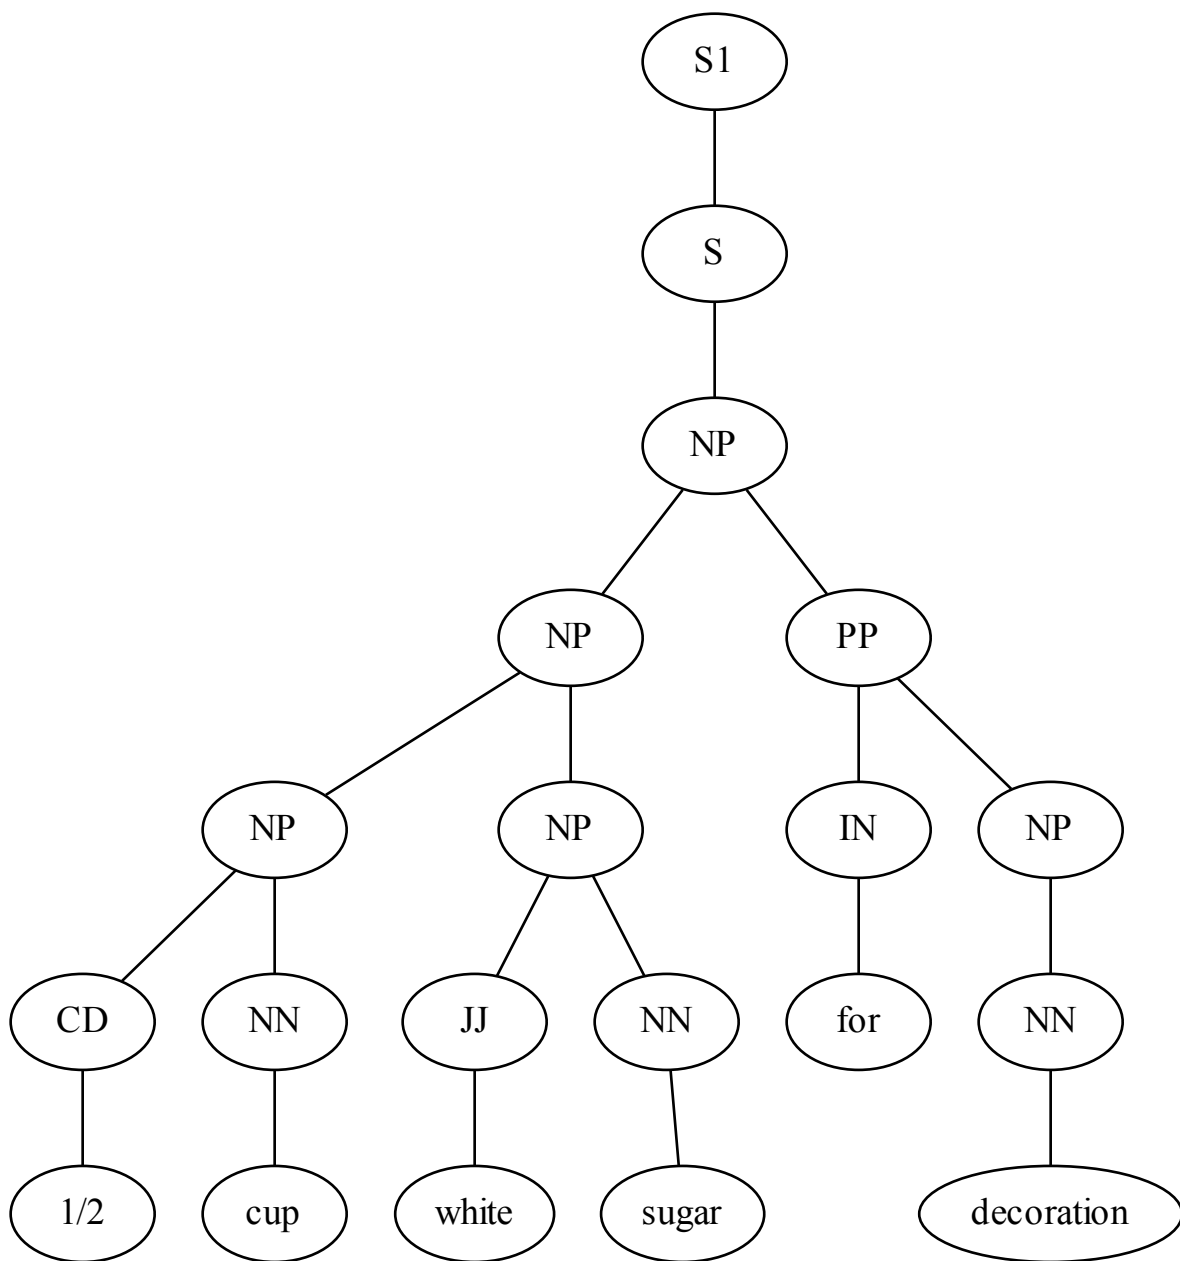 S1
S
NP
NP PP
NP NP IN NP
CD NN JJ NN for NN
1/2 cup white sugar decoration